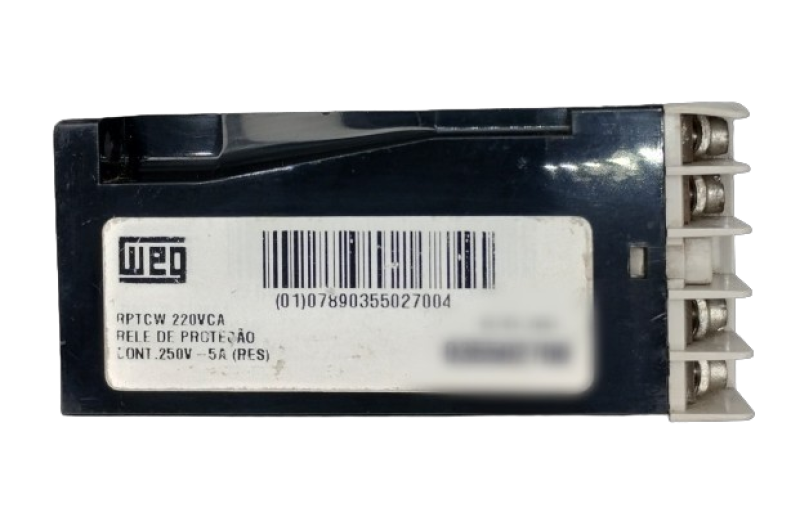 WEG
(01)07890355027004
RPTCW 220VCA
RELE DE PROTEÇÃO
CONT.250V -5A (RES)